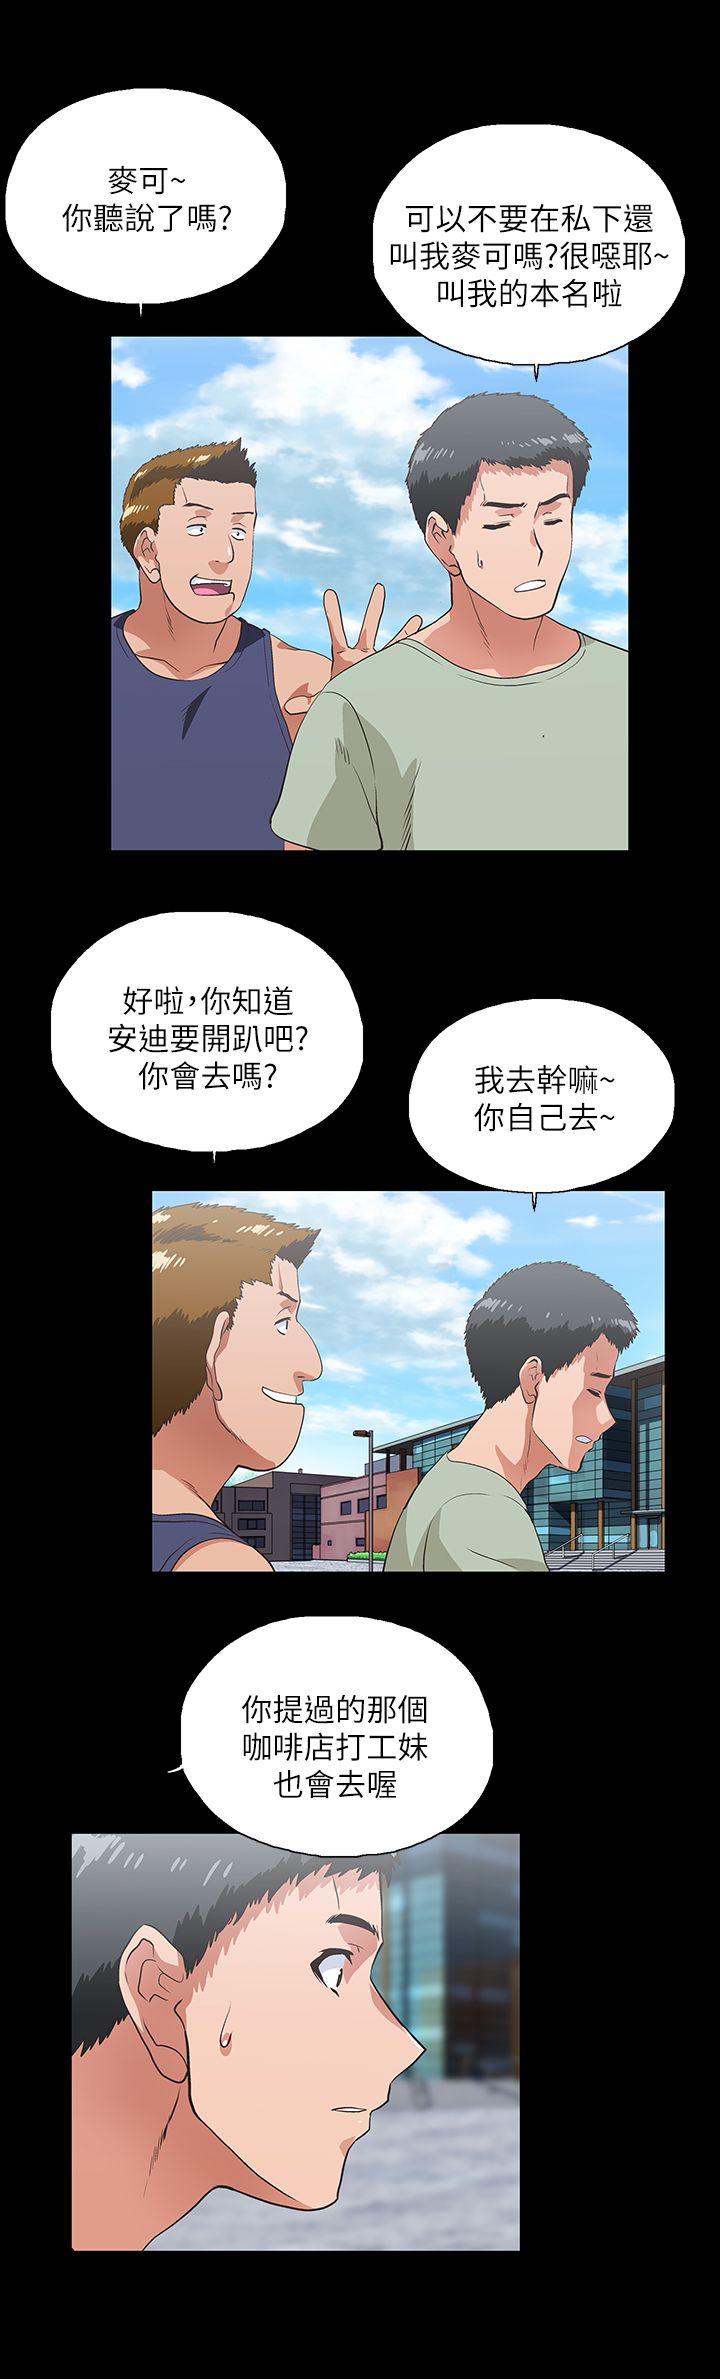 麥可~
你聽說了嗎?
可以不要在私下還
叫我麥可嗎?很噁耶~
叫我的本名啦
好啦,你知道
安迪要開趴吧?
你會去嗎?
我去幹嘛~
你自己去~
你提過的那個
咖啡店打工妹
也會去喔